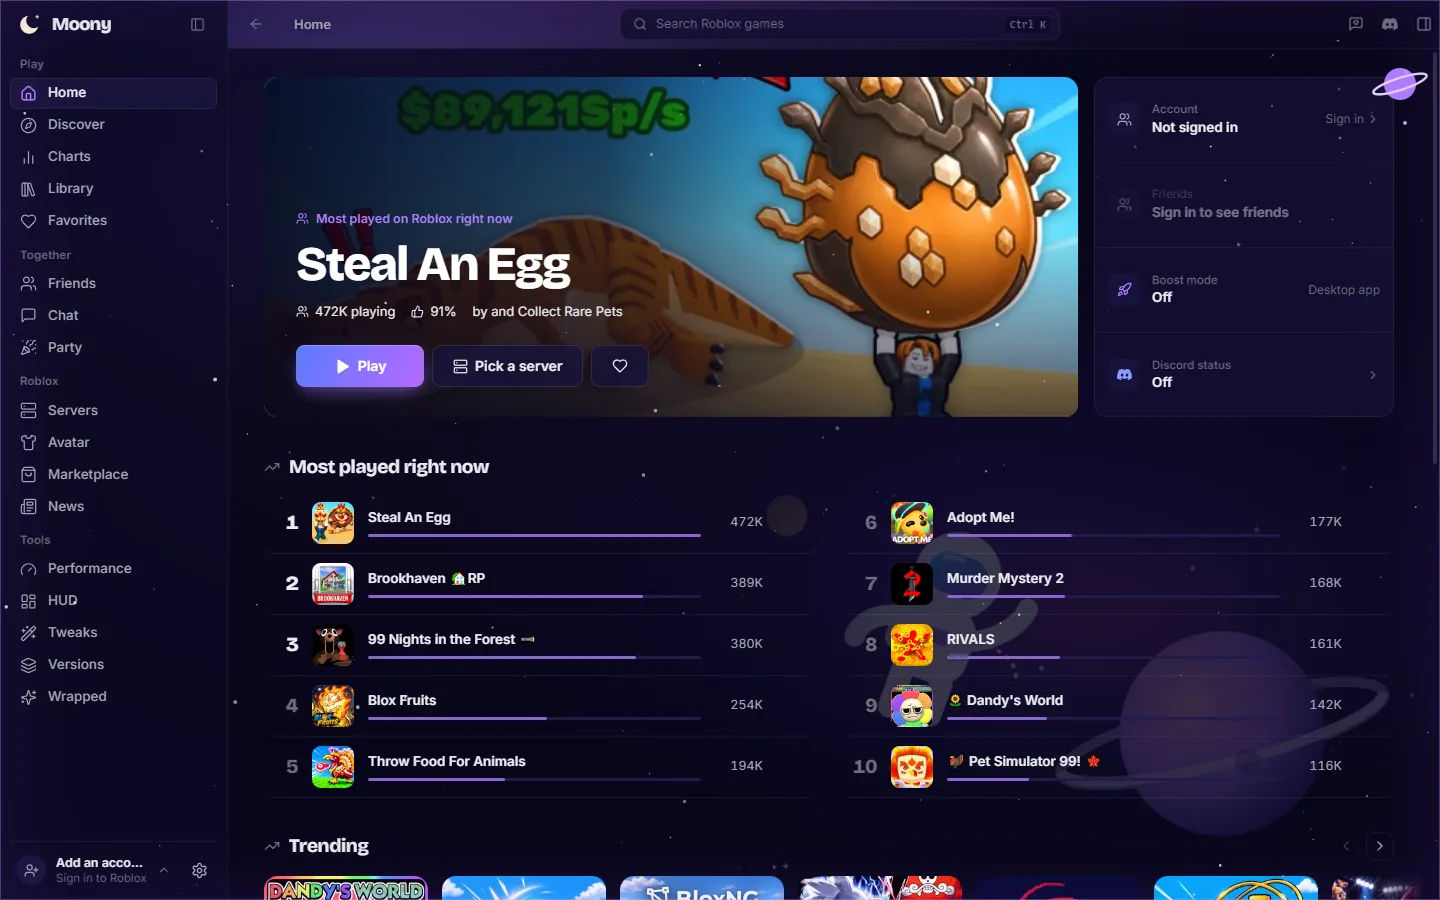 Moony
Home
Search Roblox games
Ctrl K
Play
Home
Discover
Charts
Library
Favorites
Together
Friends
Chat
Party
Roblox
Servers
Avatar
Marketplace
News
Tools
Performance
HUD
Tweaks
Versions
Wrapped
Add an acco...
Sign in to Roblox
$89,121Sp/s
Most played on Roblox right now
Steal An Egg
472K playing 91% by and Collect Rare Pets
Play
Pick a server
Account
Not signed in
Sign in
Friends
Sign in to see friends
Boost mode
Off
Desktop app
Discord status
Off
Most played right now
1 Steal An Egg 472K
2 BROOKHAVEN Brookhaven RP 389K
3 99 Nights in the Forest 380K
4 Blox Fruits 254K
5 Throw Food For Animals 194K
6 ADOPT ME Adopt Me! 177K
7 Murder Mystery 2 168K
8 RIVALS 161K
9 Dandy's World 142K
10 Pet Simulator 99! 116K
Trending
DANDY'S WORLD
BloxNG